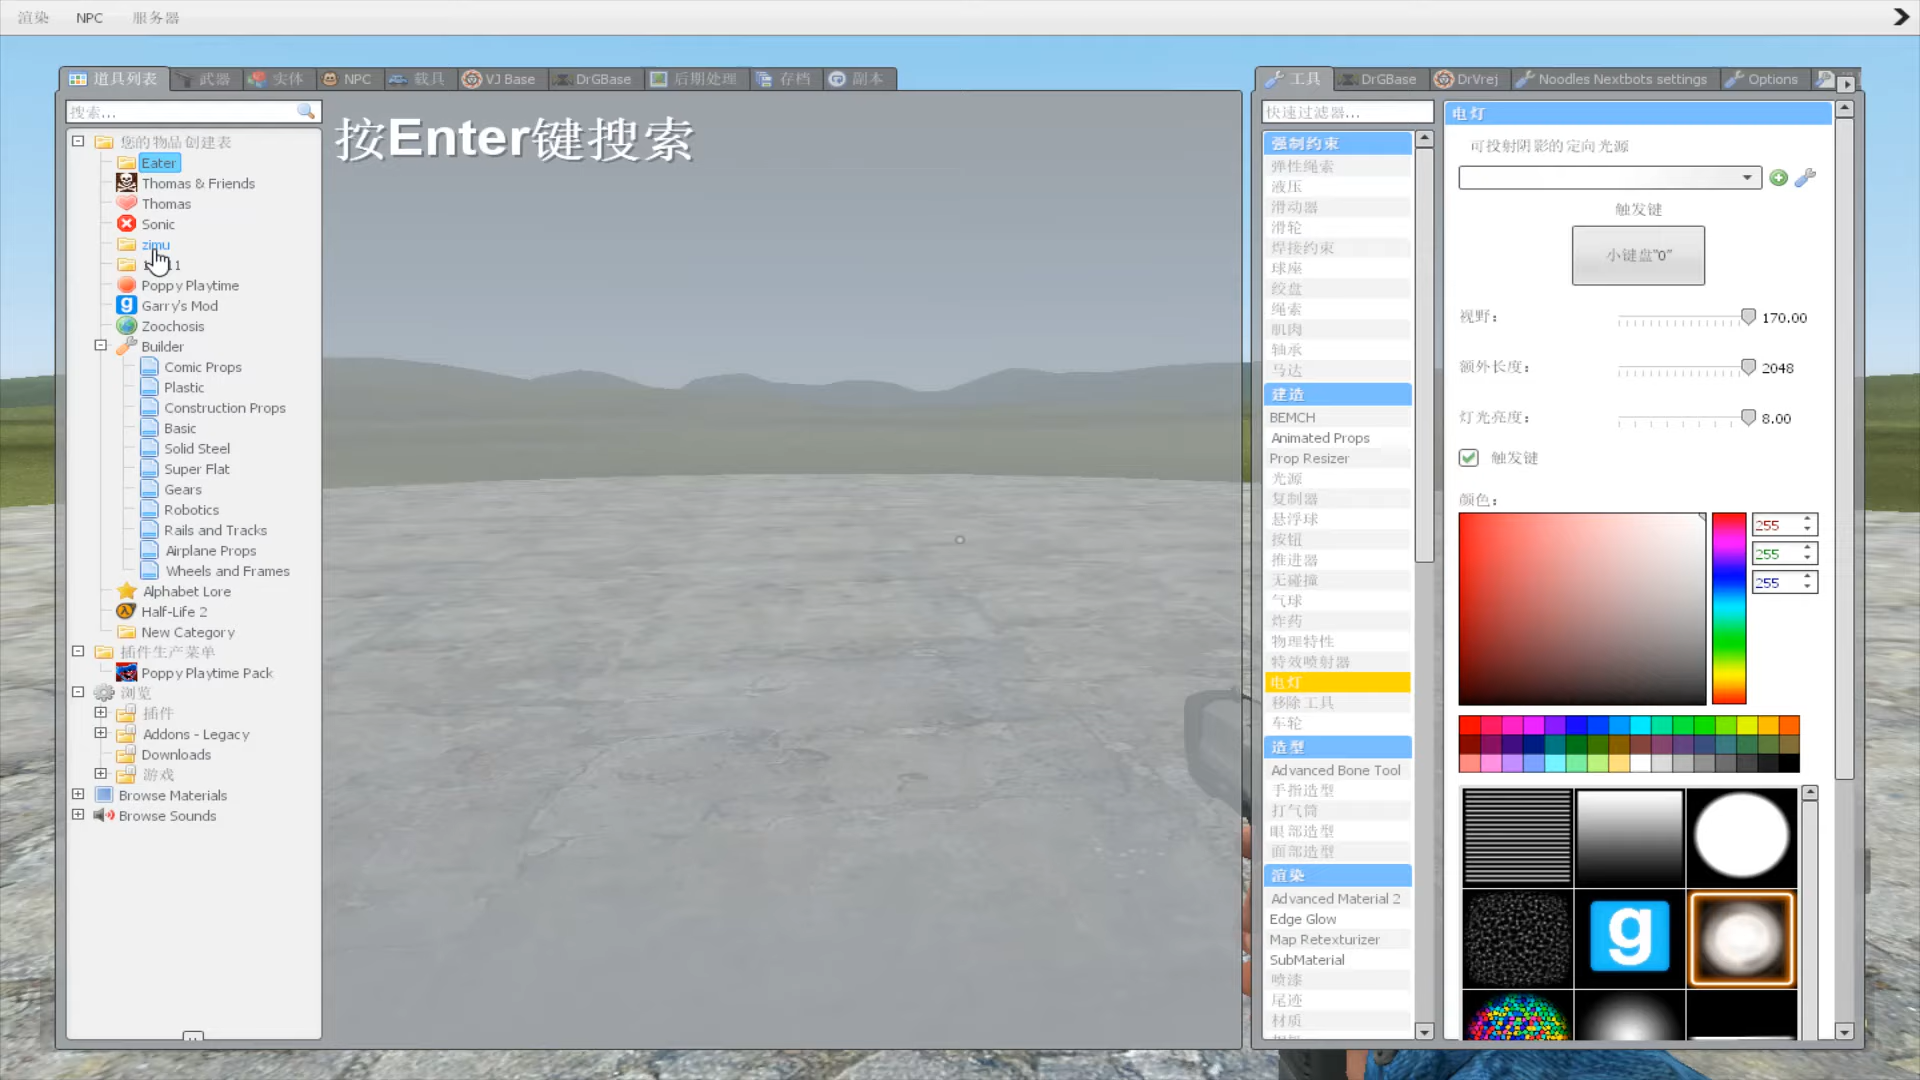 渲染 NPC 服务器
道具列表 武器 实体 NPC 载具 VJ Base DrGBase 后期处理 存档 副本
搜索...
您的物品创建表
Eater
Thomas & Friends
Thomas
Sonic
zimu
Poppy Playtime
Garry's Mod
Zoochosis
Builder
Comic Props
Plastic
Construction Props
Basic
Solid Steel
Super Flat
Gears
Robotics
Rails and Tracks
Airplane Props
Wheels and Frames
Alphabet Lore
Half-Life 2
New Category
插件生产菜单
Poppy Playtime Pack
浏览
插件
Addons - Legacy
Downloads
游戏
Browse Materials
Browse Sounds
按Enter键搜索
工具 DrGBase DrVrej Noodles Nextbots settings Options
快速过滤器...
强制约束
弹性绳索
液压
滑动器
滑轮
焊接约束
球座
绞盘
绳索
肌肉
轴承
马达
建造
BEMCH
Animated Props
Prop Resizer
光源
复制器
悬浮球
按钮
推进器
无碰撞
气球
炸药
物理特性
特效喷射器
电灯
移除工具
车轮
造型
Advanced Bone Tool
手指造型
打气筒
眼部造型
面部造型
渲染
Advanced Material 2
Edge Glow
Map Retexturizer
SubMaterial
喷漆
尾迹
材质
电灯
可投射阴影的定向光源
触发键
小键盘"0"
视野： 170.00
额外长度： 2048
灯光亮度： 8.00
触发键
颜色：
255
255
255
g